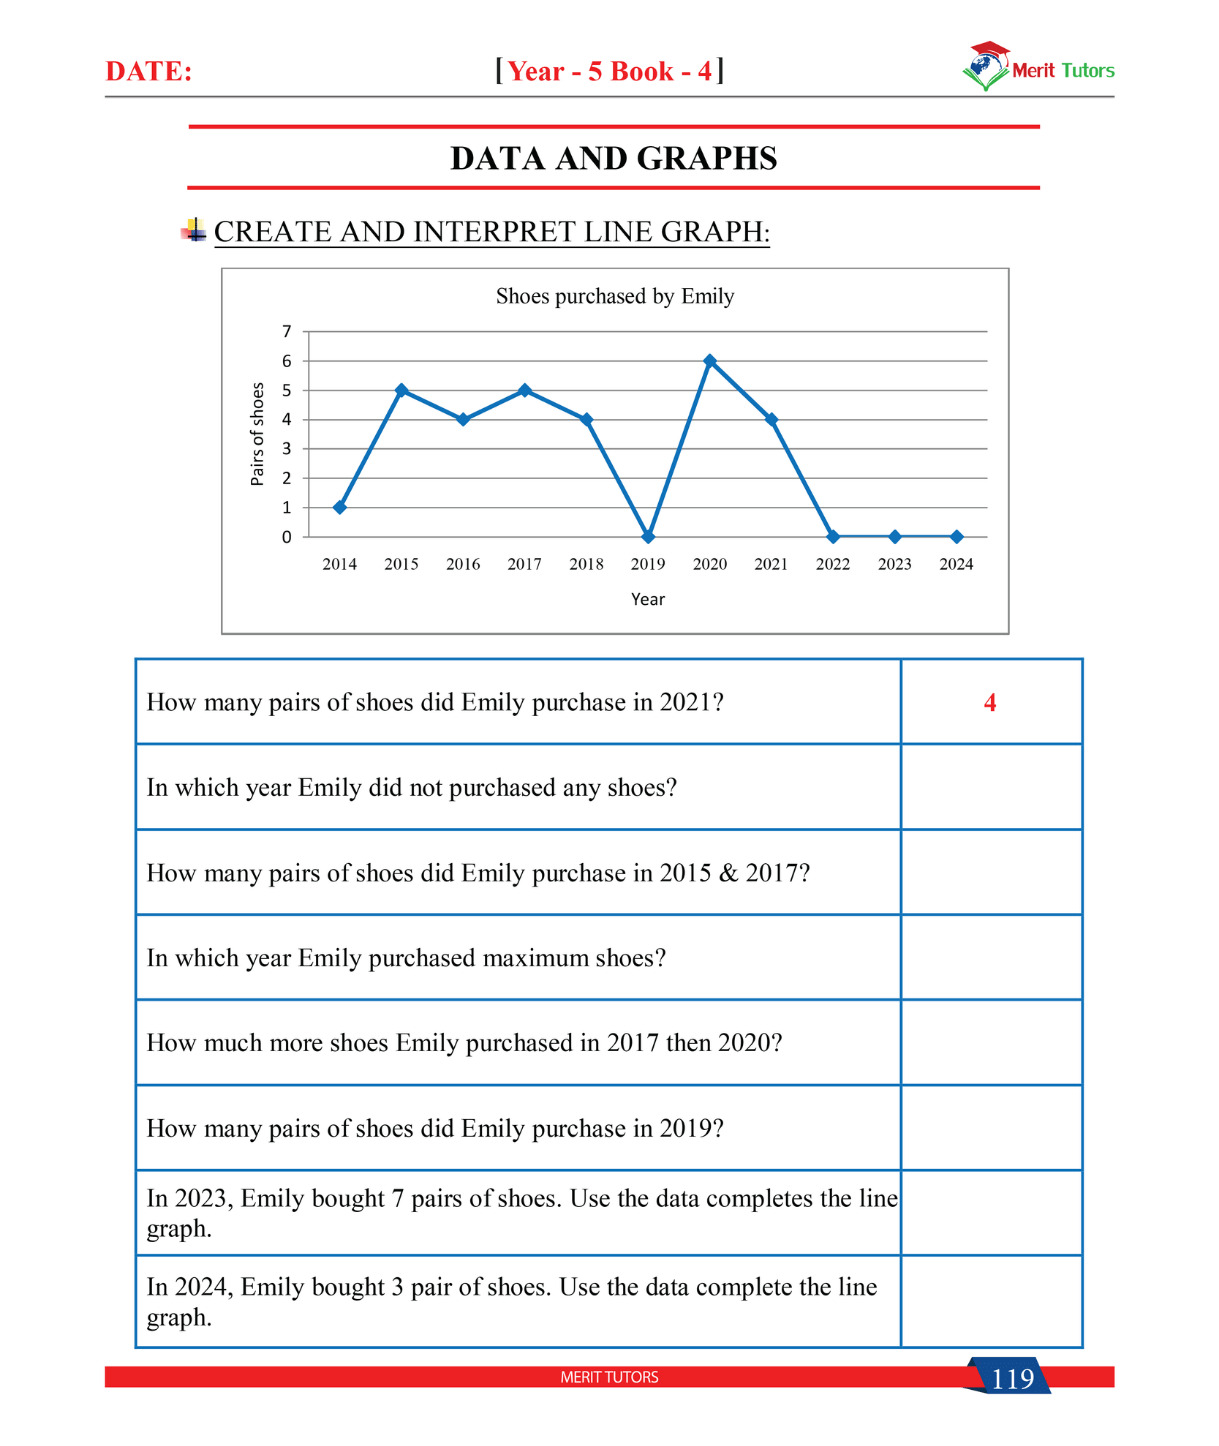 DATE:
[Year - 5 Book - 4]
Merit Tutors
DATA AND GRAPHS
CREATE AND INTERPRET LINE GRAPH:
Shoes purchased by Emily
7
6
5
4
3
2
1
0
Pairs of shoes
2014 2015 2016 2017 2018 2019 2020 2021 2022 2023 2024
Year
How many pairs of shoes did Emily purchase in 2021? 4
In which year Emily did not purchased any shoes?
How many pairs of shoes did Emily purchase in 2015 & 2017?
In which year Emily purchased maximum shoes?
How much more shoes Emily purchased in 2017 then 2020?
How many pairs of shoes did Emily purchase in 2019?
In 2023, Emily bought 7 pairs of shoes. Use the data completes the line
graph.
In 2024, Emily bought 3 pair of shoes. Use the data complete the line
graph.
MERIT TUTORS
119